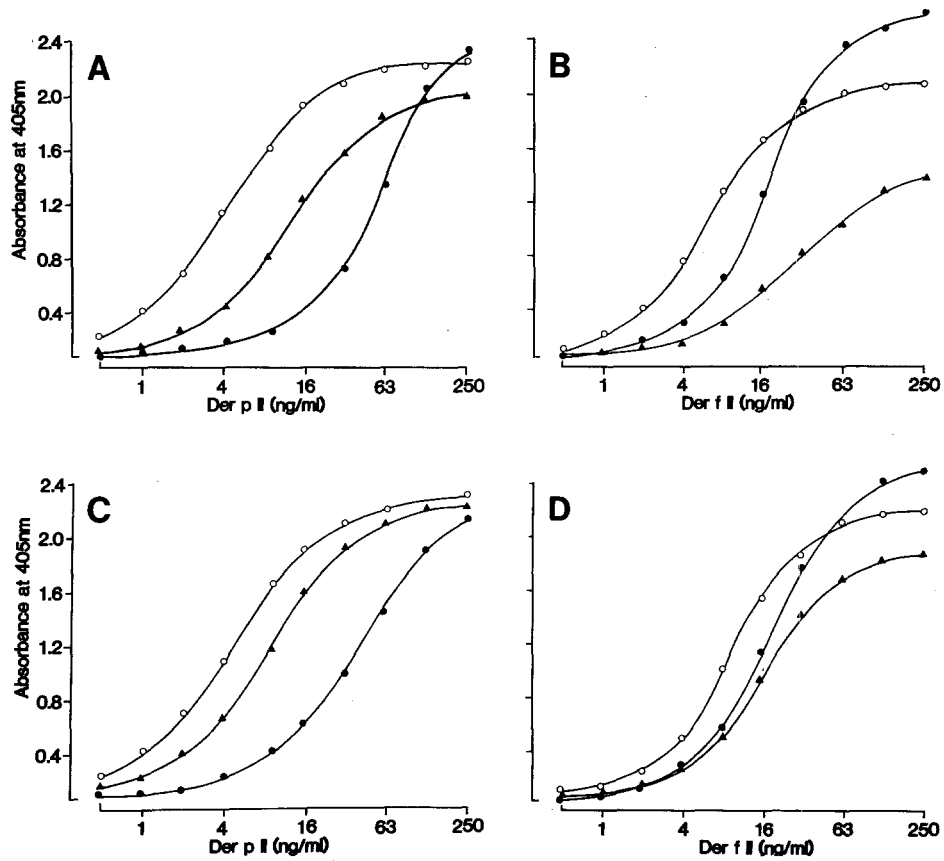 A
B
2.4
2.0
1.6
1.2
0.8
0.4
Absorbance at 405nm
1 4 16 63 250
Der p II (ng/ml)
1 4 16 63 250
Der f II (ng/ml)
C
D
2.4
2.0
1.6
1.2
0.8
0.4
Absorbance at 405nm
1 4 16 63 250
Der p II (ng/ml)
1 4 16 63 250
Der f II (ng/ml)